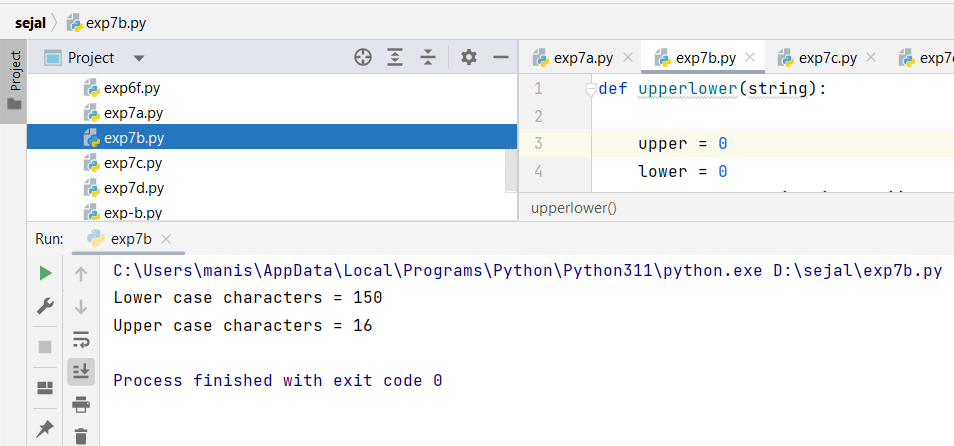 sejal exp7b.py
Project
Project
exp6f.py
exp7a.py
exp7b.py
exp7c.py
exp7d.py
exp-b.py
exp7a.py exp7b.py exp7c.py
1 def upperlower(string):
2
3 upper = 0
4 lower = 0
upperlower()
Run: exp7b
C:\Users\manis\AppData\Local\Programs\Python\Python311\python.exe D:\sejal\exp7b.py
Lower case characters = 150
Upper case characters = 16
Process finished with exit code 0